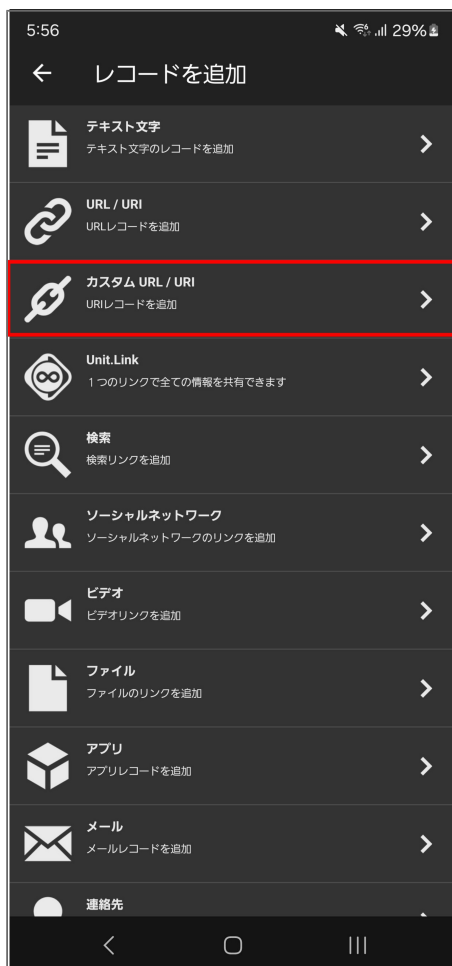 5:56 29%
レコードを追加
テキスト文字
テキスト文字のレコードを追加
URL / URI
URLレコードを追加
カスタム URL / URI
URIレコードを追加
Unit.Link
1つのリンクで全ての情報を共有できます
検索
検索リンクを追加
ソーシャルネットワーク
ソーシャルネットワークのリンクを追加
ビデオ
ビデオリンクを追加
ファイル
ファイルのリンクを追加
アプリ
アプリレコードを追加
メール
メールレコードを追加
連絡先